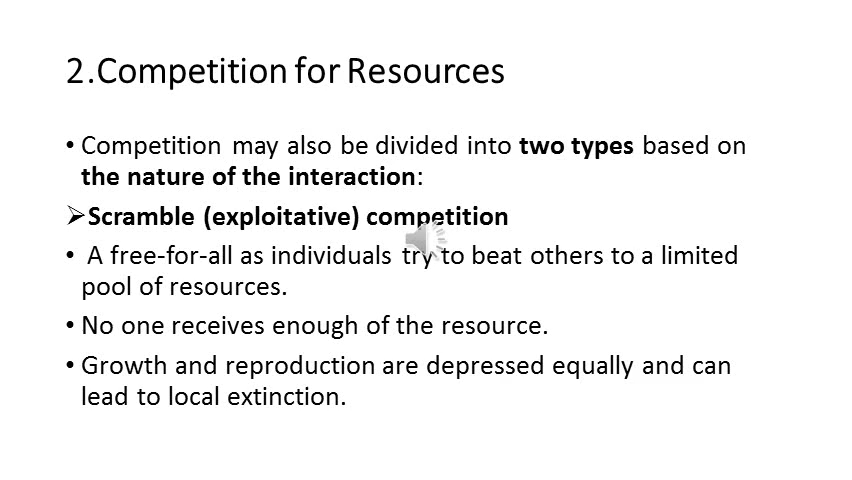 2.Competition for Resources
• Competition may also be divided into two types based on
the nature of the interaction:
➢Scramble (exploitative) competition
• A free-for-all as individuals try to beat others to a limited
pool of resources.
• No one receives enough of the resource.
• Growth and reproduction are depressed equally and can
lead to local extinction.